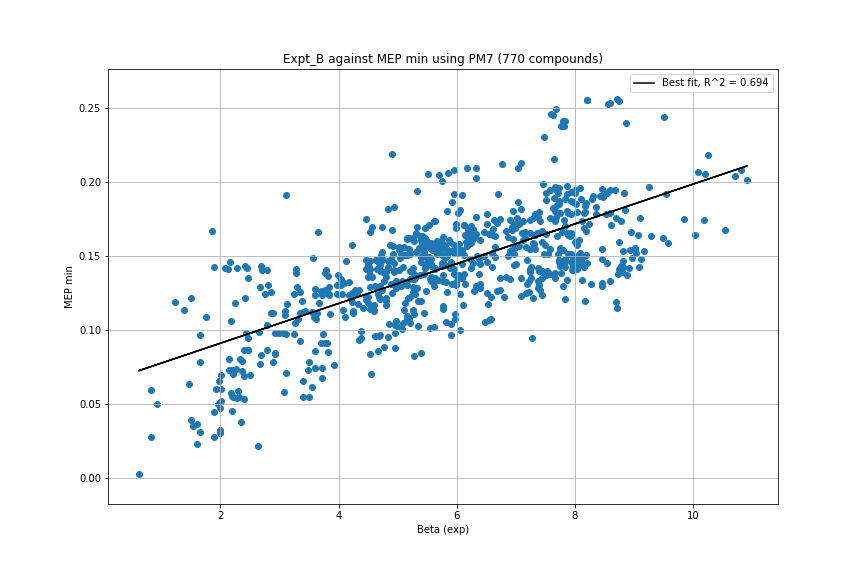 Expt_B against MEP min using PM7 (770 compounds)
Best fit, R^2 = 0.694
0.25
0.20
0.15
0.10
0.05
0.00
MEP min
2 4 6 8 10
Beta (exp)